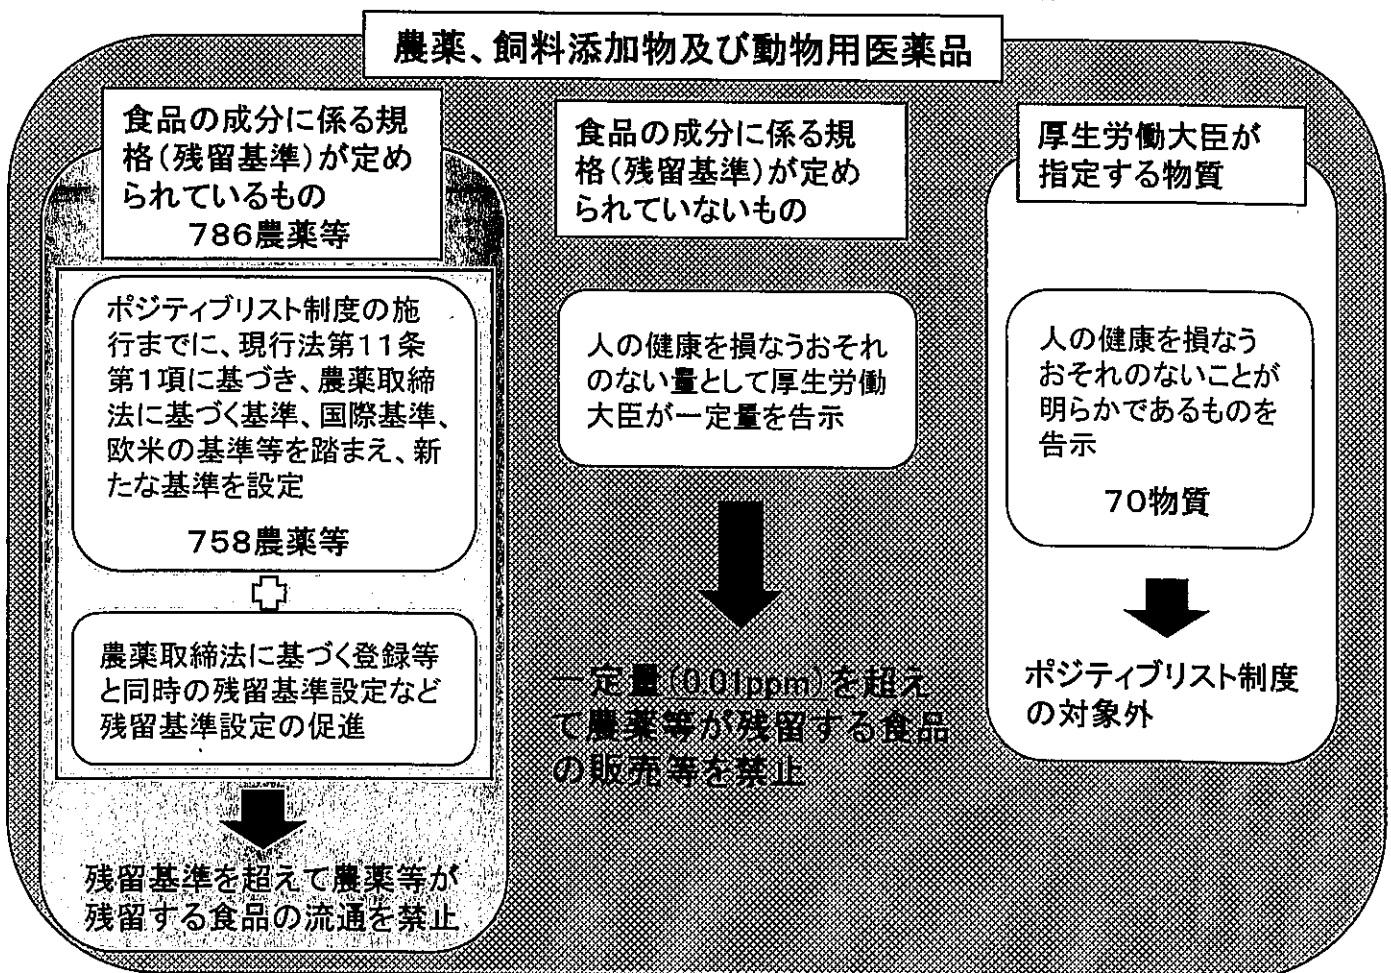 農薬、飼料添加物及び動物用医薬品
食品の成分に係る規
格(残留基準)が定め
られているもの
786農薬等
ポジティブリスト制度の施
行までに、現行法第11条
第1項に基づき、農薬取締
法に基づく基準、国際基準、
欧米の基準等を踏まえ、新
たな基準を設定
758農薬等
農薬取締法に基づく登録等
と同時の残留基準設定など
残留基準設定の促進
残留基準を超えて農薬等が
残留する食品の流通を禁止
食品の成分に係る規
格(残留基準)が定め
られていないもの
人の健康を損なうおそれ
のない量として厚生労働
大臣が一定量を告示
一定量(0.01ppm)を超え
て農薬等が残留する食品
の販売等を禁止
厚生労働大臣が
指定する物質
人の健康を損なう
おそれのないことが
明らかであるものを
告示
70物質
ポジティブリスト制度
の対象外